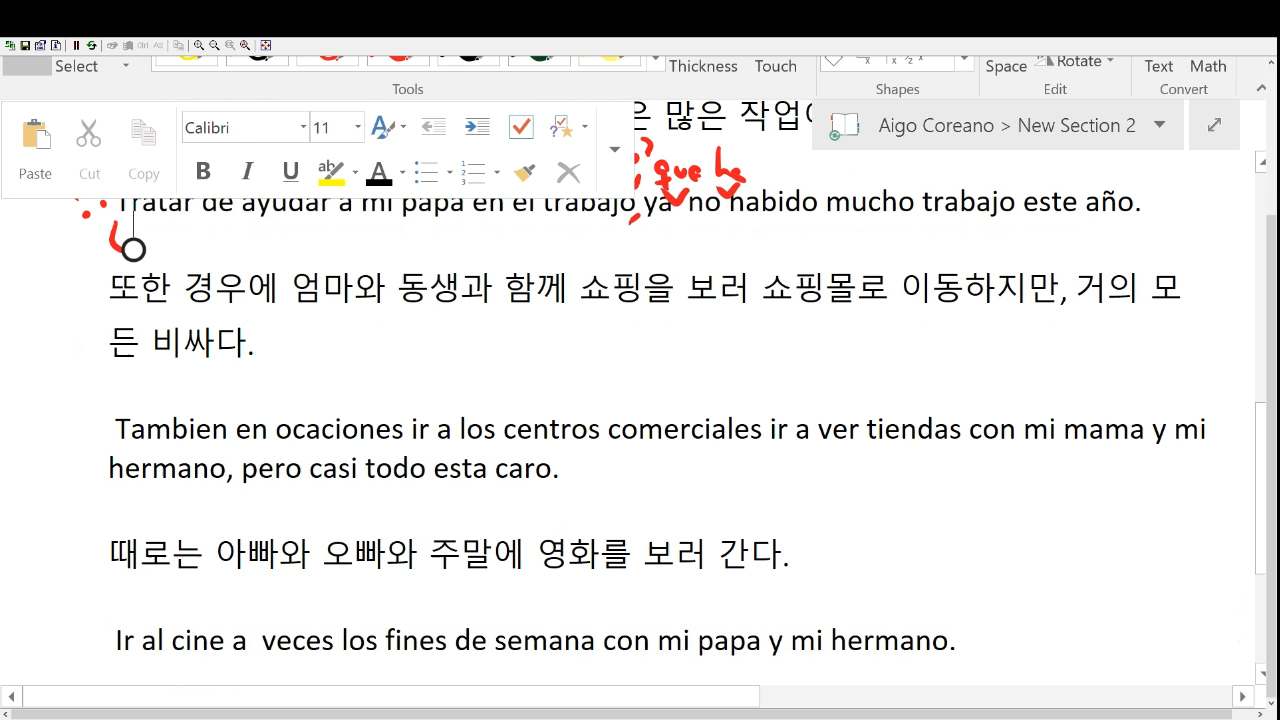 Select
Thickness
Touch
Space
Rotate
Text
Math
Tools
Shapes
Edit
Convert
Calibri
11
Paste
Cut
Copy
B I U
Aigo Coreano > New Section 2
은 많은 작업
que ha
Tratar de ayudar a mi papa en el trabajo ya no habido mucho trabajo este año.
또한 경우에 엄마와 동생과 함께 쇼핑을 보러 쇼핑몰로 이동하지만, 거의 모
든 비싸다.
Tambien en ocaciones ir a los centros comerciales ir a ver tiendas con mi mama y mi
hermano, pero casi todo esta caro.
때로는 아빠와 오빠와 주말에 영화를 보러 간다.
Ir al cine a veces los fines de semana con mi papa y mi hermano.